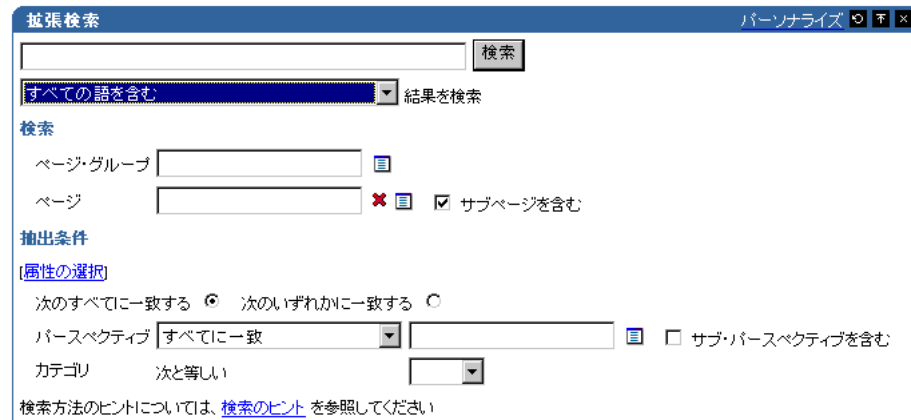 拡張検索 パーソナライズ
検索
すべての語を含む 結果を検索
検索
ページ・グループ
ページ サブページを含む
抽出条件
[属性の選択]
次のすべてに一致する 次のいずれかに一致する
パースペクティブ すべてに一致 サブ・パースペクティブを含む
カテゴリ 次と等しい
検索方法のヒントについては、検索のヒント を参照してください